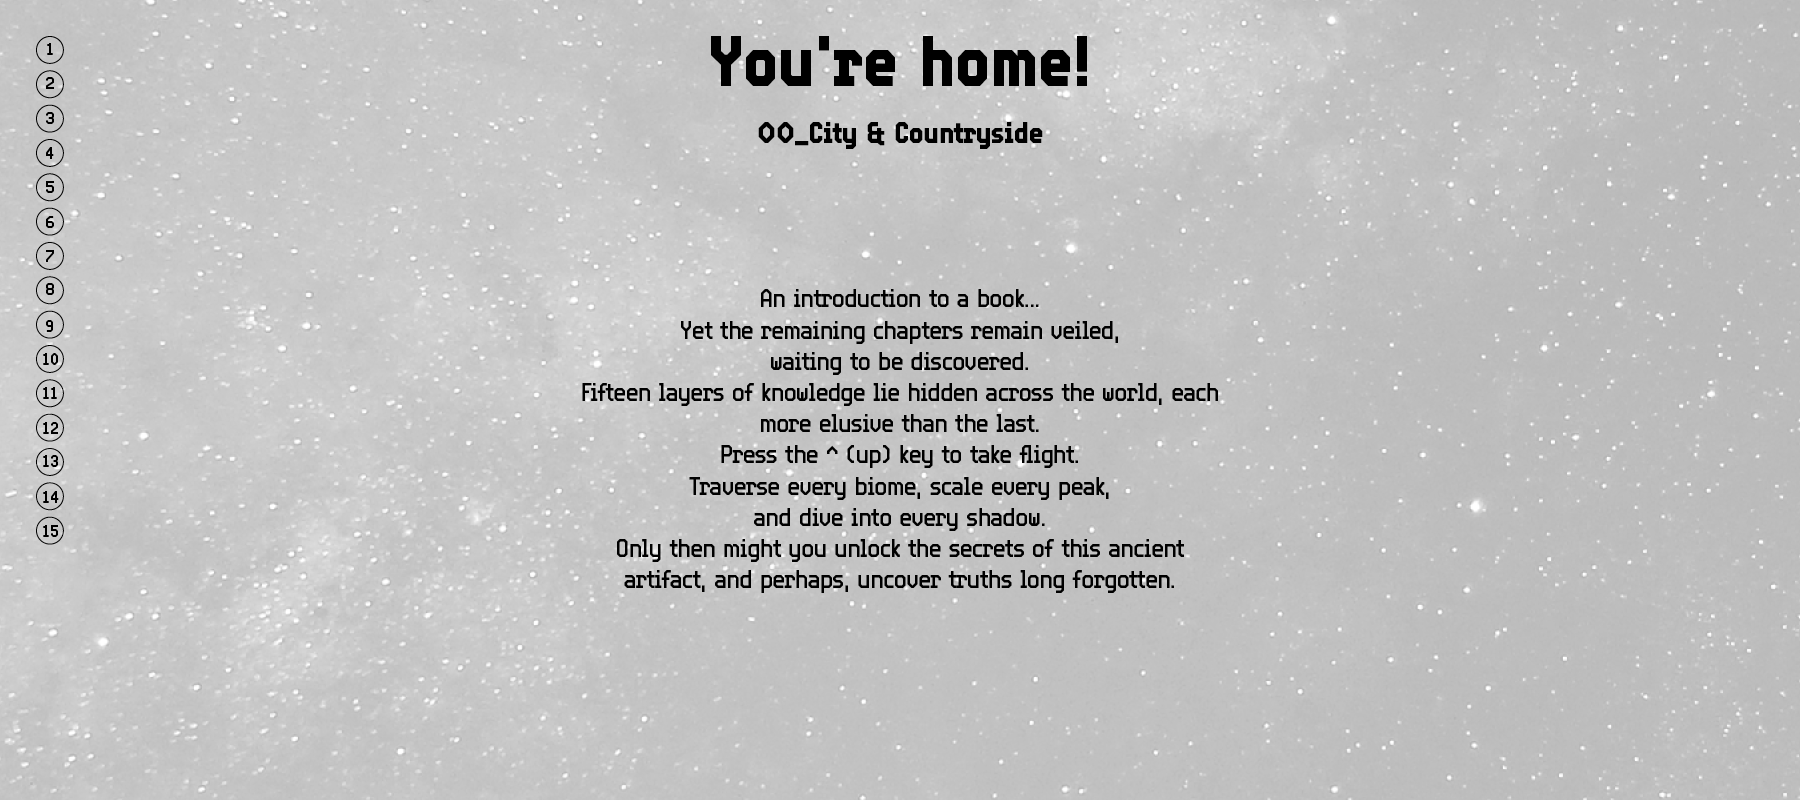 You're home!
00_City & Countryside
1
2
3
4
5
6
7
8
9
10
11
12
13
14
15
An introduction to a book...
Yet the remaining chapters remain veiled,
waiting to be discovered.
Fifteen layers of knowledge lie hidden across the world, each
more elusive than the last.
Press the ^ (up) key to take flight.
Traverse every biome, scale every peak,
and dive into every shadow.
Only then might you unlock the secrets of this ancient
artifact, and perhaps, uncover truths long forgotten.